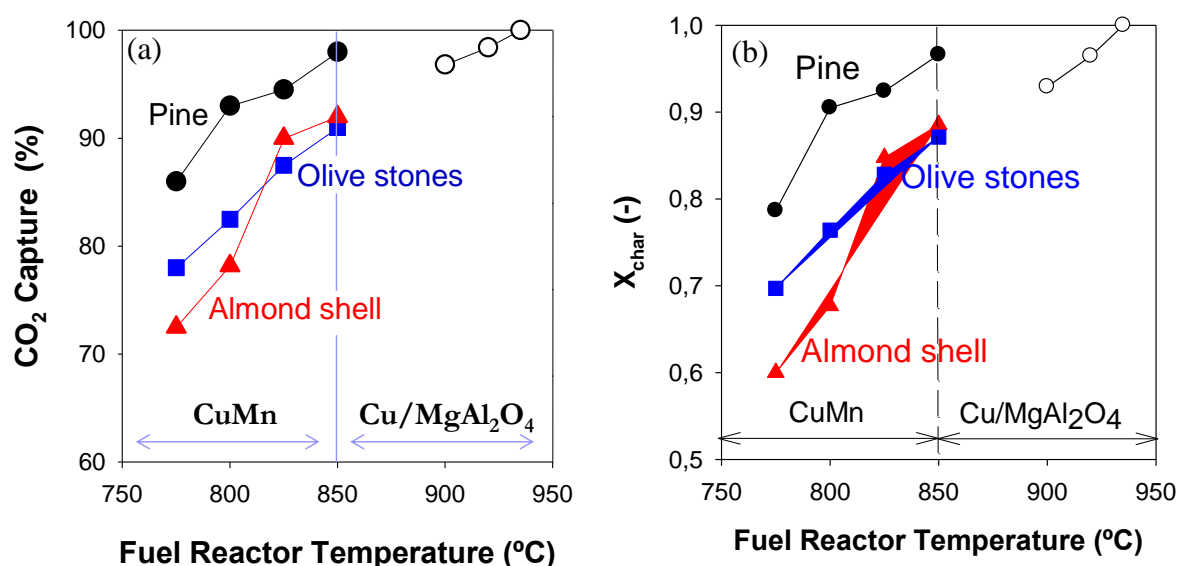 (a)
CO₂ Capture (%)
100
90
80
70
60
Pine
Olive stones
Almond shell
CuMn
Cu/MgAl₂O₄
750
800
850
900
950
Fuel Reactor Temperature (ºC)
(b)
X_char (-)
1,0
0,9
0,8
0,7
0,6
0,5
Pine
Olive stones
Almond shell
CuMn
Cu/MgAl₂O₄
750
800
850
900
950
Fuel Reactor Temperature (ºC)